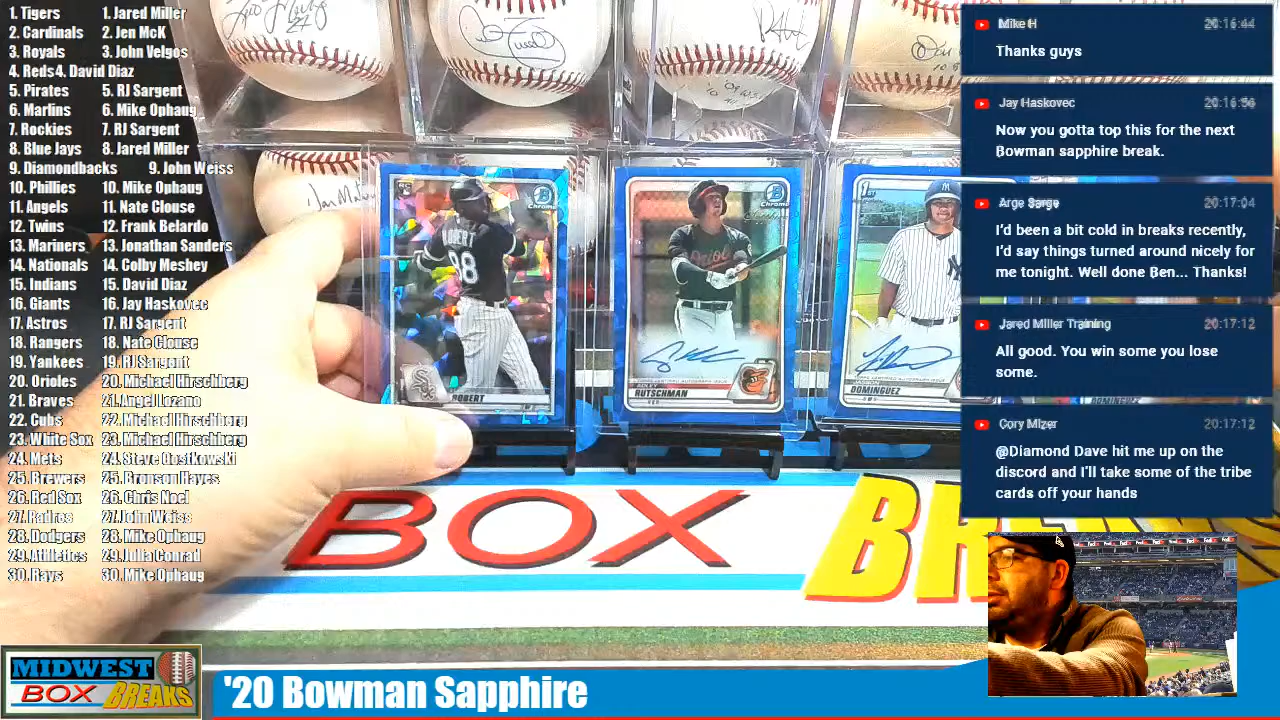 1. Tigers 1. Jared Miller
2. Cardinals 2. Jen McK
3. Royals 3. John Velgos
4. Reds4. David Diaz
5. Pirates 5. RJ Sargent
6. Marlins 6. Mike Ophaug
7. Rockies 7. RJ Sargent
8. Blue Jays 8. Jared Miller
9. Diamondbacks 9. John Weiss
10. Phillies 10. Mike Ophaug
11. Angels 11. Nate Clouse
12. Twins 12. Frank Belardo
13. Mariners 13. Jonathan Sanders
14. Nationals 14. Colby Meshey
15. Indians 15. David Diaz
16. Giants 16. Jay Haskovec
17. Astros 17. RJ Sargent
18. Rangers 18. Nate Clouse
19. Yankees 19. RJ Sargent
20. Orioles 20. Michael Hirschberg
21. Braves 21. Angel Lozano
22. Cubs 22. Michael Hirschberg
23. White Sox 23. Michael Hirschberg
24. Mets 24. Steve Qostkowski
25. Brewers 25. Bronson Hayes
26. Red Sox 26. Chris Noel
27. Padres 27. John Weiss
28. Dodgers 28. Mike Ophaug
29. Athletics 29. Julia Conrad
30. Rays 30. Mike Ophaug
Bowman
Chrome
ROBERT
88
ROBERT
Chrome
Orioles
ADLEY
RUTSCHMAN
1st
JASSON
DOMINGUEZ
BOX BREAKS
Mike H 20:16:44
Thanks guys
Jay Haskovec 20:16:56
Now you gotta top this for the next
Bowman sapphire break.
Arge Sarge 20:17:04
I'd been a bit cold in breaks recently,
I'd say things turned around nicely for
me tonight. Well done Ben... Thanks!
Jared Miller Training 20:17:12
All good. You win some you lose
some.
Cory Mizer 20:17:12
@Diamond Dave hit me up on the
discord and I'll take some of the tribe
cards off your hands
MIDWEST
BOX
BREAKS
'20 Bowman Sapphire